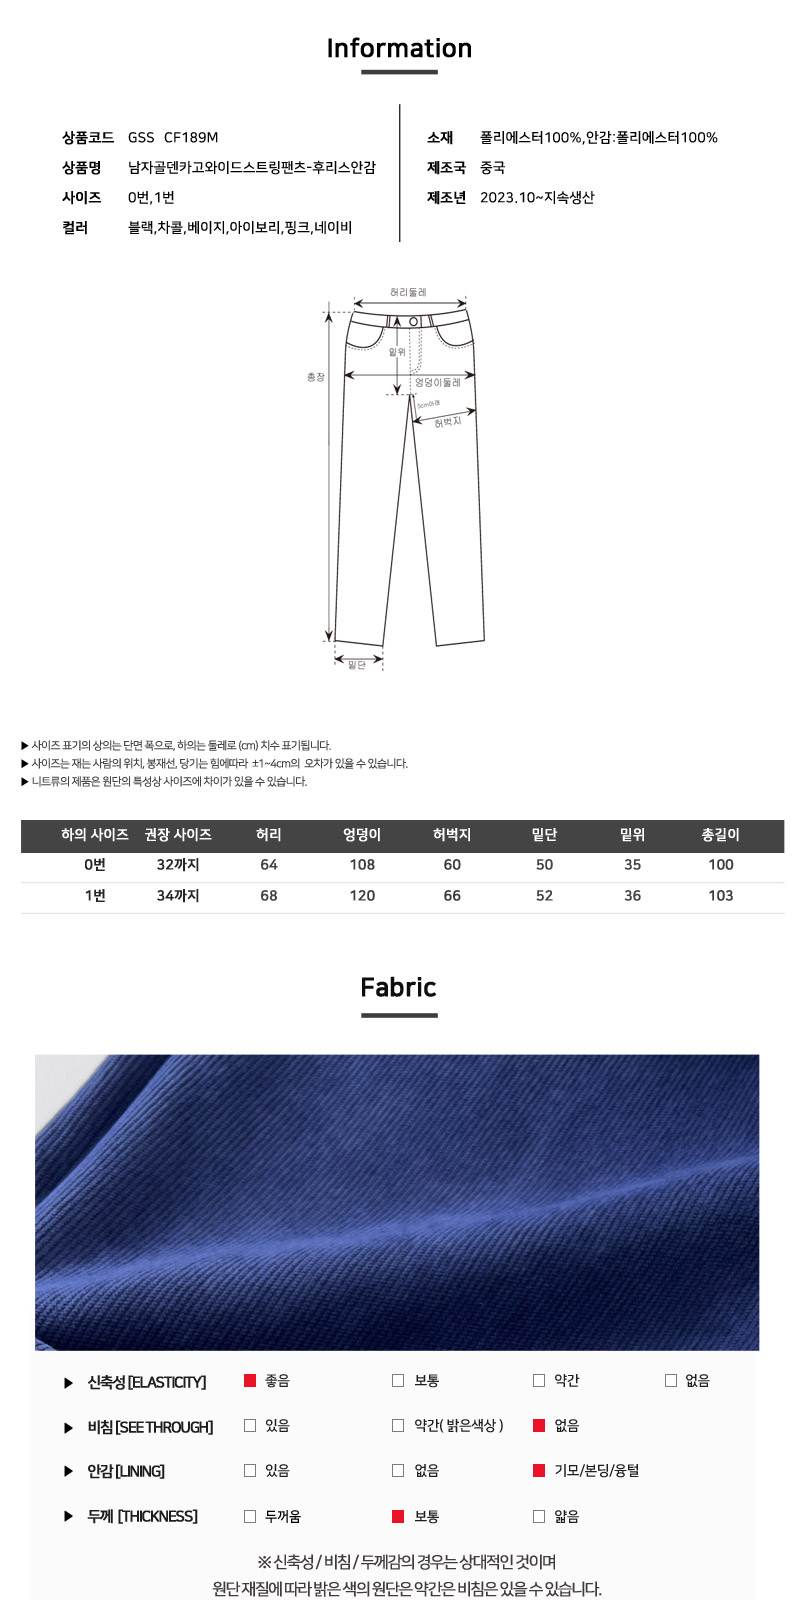 Information
상품코드 GSS CF189M
상품명 남자골덴카고와이드스트링팬츠-후리스안감
사이즈 0번,1번
컬러 블랙,차콜,베이지,아이보리,핑크,네이비
소재 폴리에스터100%,안감:폴리에스터100%
제조국 중국
제조년 2023.10~지속생산
허리둘레
밑위
총장
엉덩이둘레
5cm아래
허벅지
밑단
▶ 사이즈 표기의 상의는 단면 폭으로, 하의는 둘레로 (cm) 치수 표기됩니다.
▶ 사이즈는 재는 사람의 위치, 봉재선, 당기는 힘에따라 ±1~4cm의 오차가 있을 수 있습니다.
▶ 니트류의 제품은 원단의 특성상 사이즈에 차이가 있을 수 있습니다.
하의 사이즈 권장 사이즈 허리 엉덩이 허벅지 밑단 밑위 총길이
0번 32까지 64 108 60 50 35 100
1번 34까지 68 120 66 52 36 103
Fabric
▶ 신축성 [ELASTICITY] 좋음 보통 약간 없음
▶ 비침 [SEE THROUGH] 있음 약간( 밝은색상 ) 없음
▶ 안감 [LINING] 있음 없음 기모/본딩/융털
▶ 두께 [THICKNESS] 두꺼움 보통 얇음
※ 신축성 / 비침 / 두께감의 경우는 상대적인 것이며
원단 재질에 따라 밝은 색의 원단은 약간은 비침은 있을 수 있습니다.